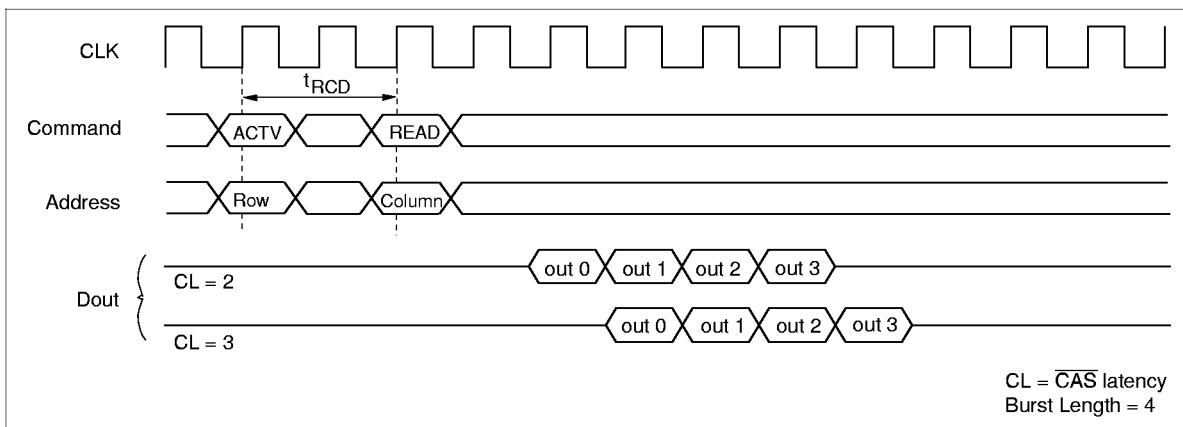 CLK
tRCD
Command ACTV READ
Address Row Column
out 0 out 1 out 2 out 3
CL = 2
Dout
out 0 out 1 out 2 out 3
CL = 3
CL = CAS latency
Burst Length = 4